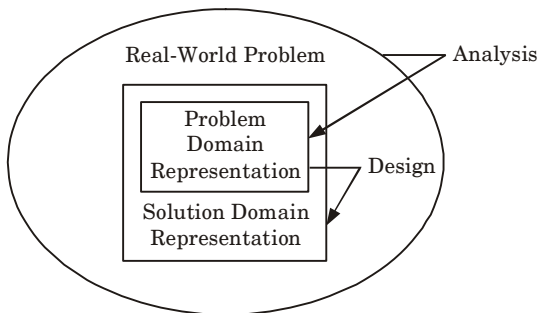 Real-World Problem
Analysis
Problem
Domain
Representation
Design
Solution Domain
Representation